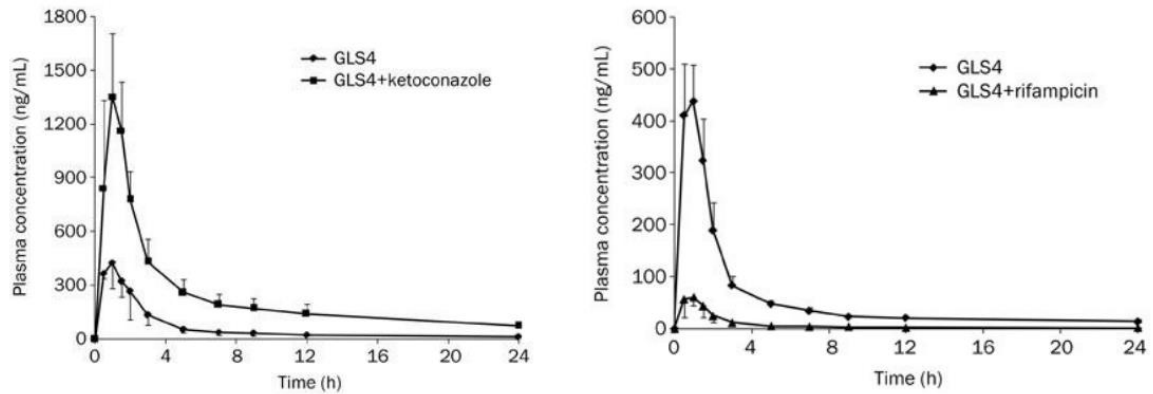 1800
1500
1200
900
600
300
0
Plasma concentration (ng/mL)
GLS4
GLS4+ketoconazole
0 4 8 12 16 20 24
Time (h)
600
500
400
300
200
100
0
Plasma concentration (ng/mL)
GLS4
GLS4+rifampicin
0 4 8 12 16 20 24
Time (h)